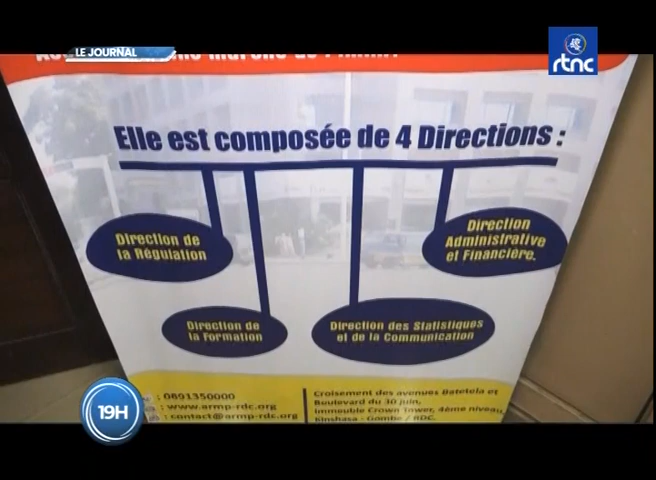 LE JOURNAL
rtnc
Elle est composée de 4 Directions :
Direction de
la Régulation
Direction
Administrative
et Financière.
Direction de
la Formation
Direction des Statistiques
et de la Communication
: 0891350000
: www.armp-rdc.org
: contact@armp-rdc.org
Croisement des avenues Batetela et
Boulevard du 30 juin,
Immeuble Crown Tower, 4ème niveau
Kinshasa - Gombe / RDC.
19H